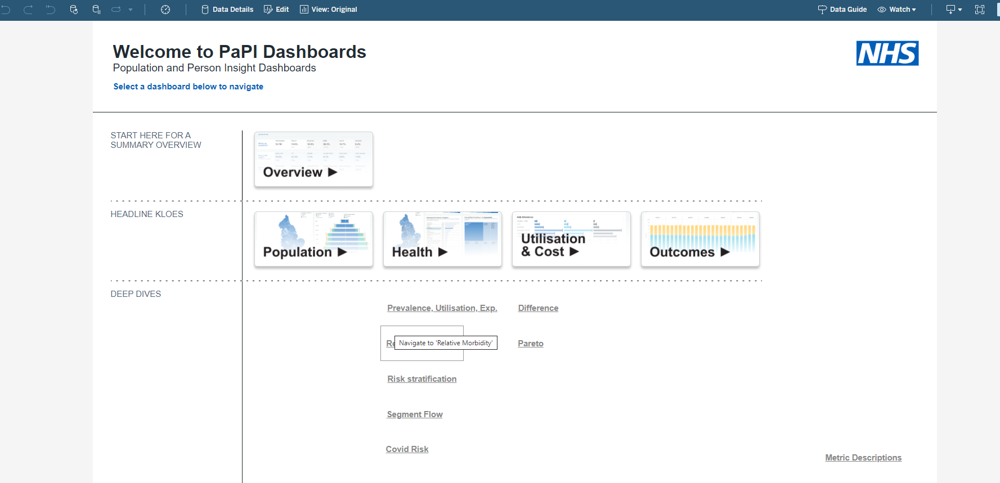 Data Details
Edit
View: Original
Data Guide
Watch
Welcome to PaPI Dashboards
Population and Person Insight Dashboards
Select a dashboard below to navigate
NHS
START HERE FOR A
SUMMARY OVERVIEW
Overview ▶
HEADLINE KLOES
Population ▶
Health ▶
Utilisation
& Cost ▶
Outcomes ▶
DEEP DIVES
Prevalence, Utilisation, Exp.
Difference
Navigate to 'Relative Morbidity'
Pareto
Risk stratification
Segment Flow
Covid Risk
Metric Descriptions